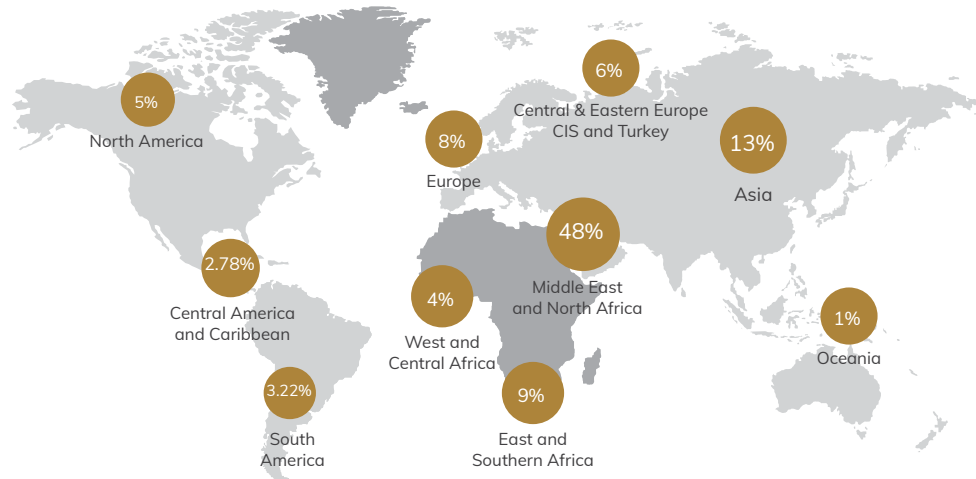 5%
North America
6%
Central & Eastern Europe
CIS and Turkey
8%
Europe
13%
Asia
48%
Middle East
and North Africa
2.78%
Central America
and Caribbean
4%
West and
Central Africa
1%
Oceania
3.22%
South
America
9%
East and
Southern Africa